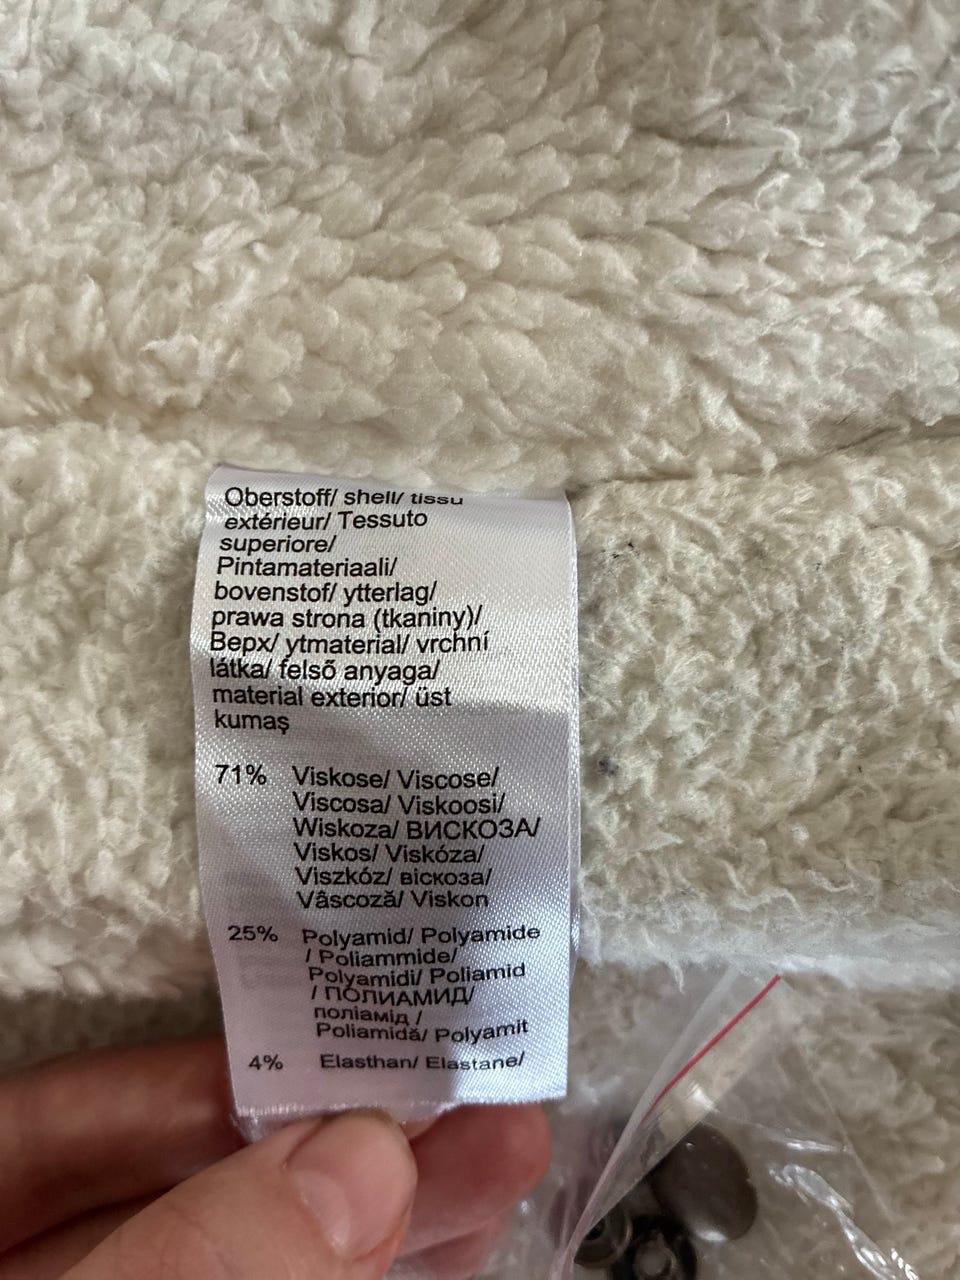 Oberstoff/ shell/ tissu
extérieur/ Tessuto
superiore/
Pintamateriaali/
bovenstof/ ytterlag/
prawa strona (tkaniny)/
Верх/ ytmaterial/ vrchní
látka/ felső anyaga/
material exterior/ üst
kumaş
71% Viskose/ Viscose/
Viscosa/ Viskoosi/
Wiskoza/ ВИСКОЗА/
Viskos/ Viskóza/
Viszkóz/ віскоза/
Vâscoză/ Viskon
25% Polyamid/ Polyamide
/ Poliammide/
Polyamidi/ Poliamid
/ ПОЛИАМИД/
поліамід /
Poliamidă/ Polyamit
4% Elasthan/ Elastane/